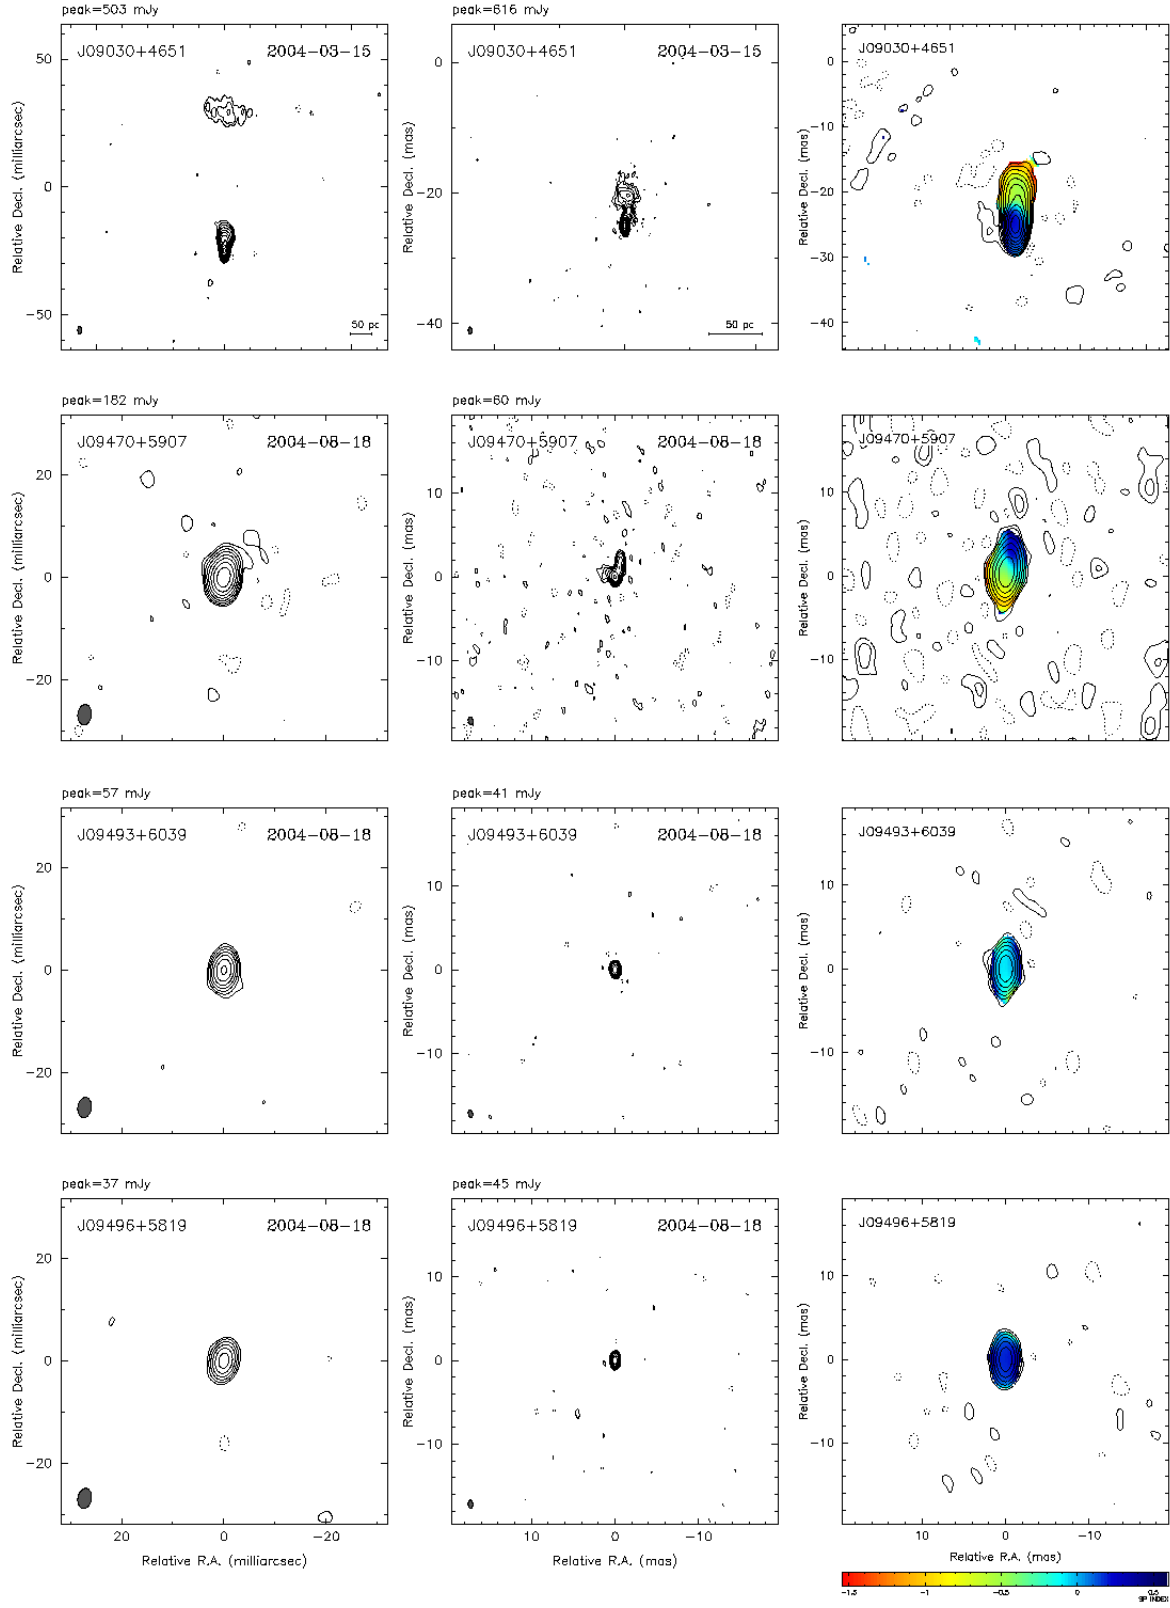 peak=503 mJy
peak=616 mJy
J09030+4651 2004-03-15
J09030+4651 2004-03-15
J09030+4651
50
0
-50
Relative Decl. (milliarcsec)
50 pc
0
-20
-40
Relative Decl. (mas)
50 pc
0
-10
-20
-30
-40
Relative Decl. (mas)
peak=182 mJy
peak=60 mJy
J09470+5907 2004-08-18
J09470+5907 2004-08-18
J09470+5907
20
0
-20
Relative Decl. (milliarcsec)
10
0
-10
Relative Decl. (mas)
10
0
-10
Relative Decl. (mas)
peak=57 mJy
peak=41 mJy
J09493+6039 2004-08-18
J09493+6039 2004-08-18
J09493+6039
20
0
-20
Relative Decl. (milliarcsec)
10
0
-10
Relative Decl. (mas)
10
0
-10
Relative Decl. (mas)
peak=37 mJy
peak=45 mJy
J09496+5819 2004-08-18
J09496+5819 2004-08-18
J09496+5819
20
0
-20
Relative Decl. (milliarcsec)
10
0
-10
Relative Decl. (mas)
10
0
-10
Relative Decl. (mas)
20 0 -20
Relative R.A. (milliarcsec)
10 0 -10
Relative R.A. (mas)
10 0 -10
Relative R.A. (mas)
-1.5 -1 -0.5 0 0.5
SP INDEX